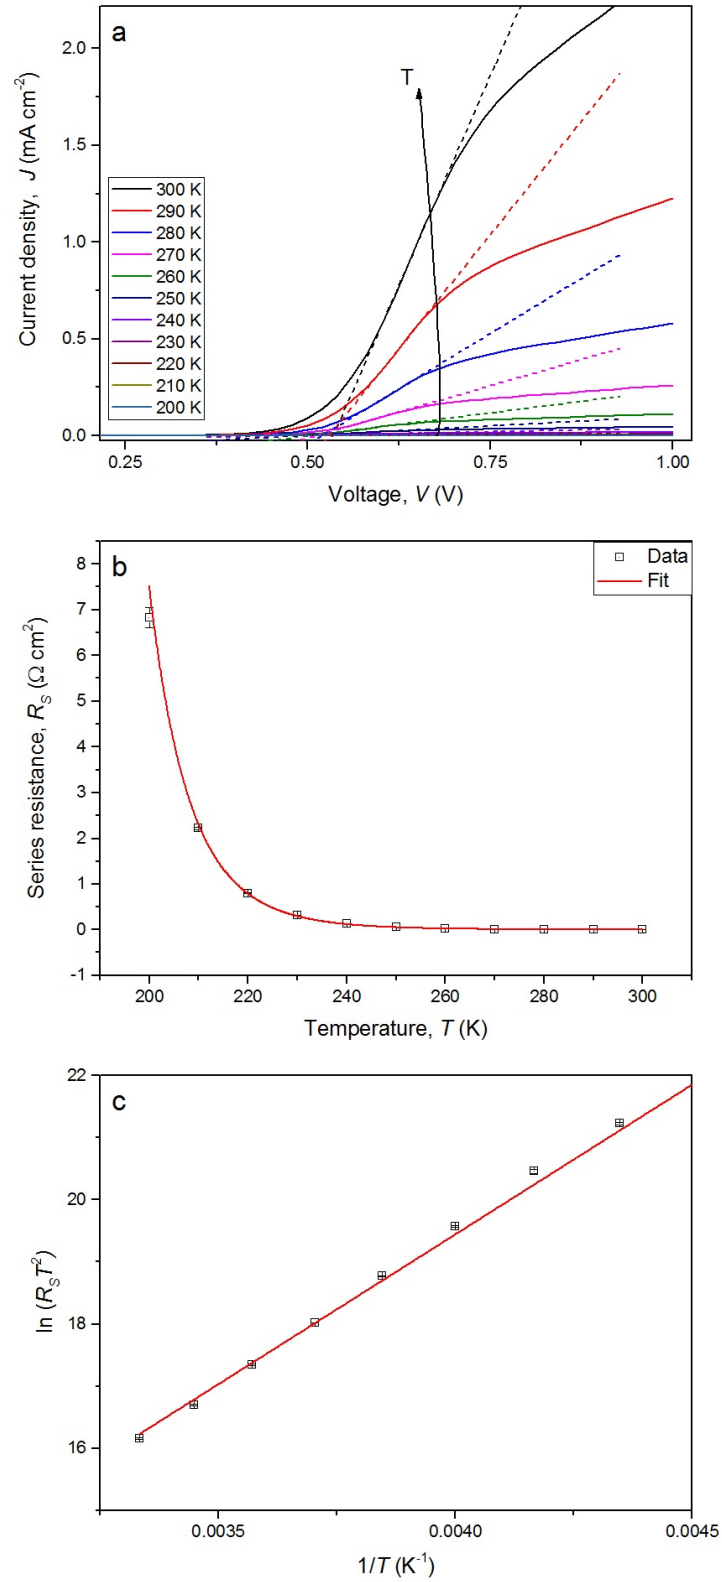 a
T
2.0
1.5
1.0
0.5
0.0
Current density, J (mA cm⁻²)
300 K
290 K
280 K
270 K
260 K
250 K
240 K
230 K
220 K
210 K
200 K
0.25 0.50 0.75 1.00
Voltage, V (V)
b
Data
Fit
8
7
6
5
4
3
2
1
0
-1
Series resistance, R_S (Ω cm²)
200 220 240 260 280 300
Temperature, T (K)
c
22
20
18
16
ln (R_S T²)
0.0035 0.0040 0.0045
1/T (K⁻¹)